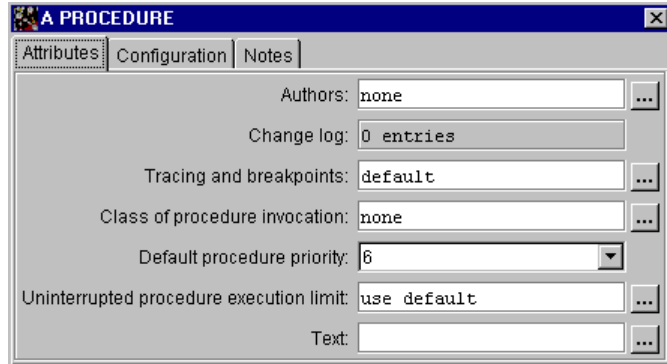 A PROCEDURE
Attributes Configuration Notes
Authors: none ...
Change log: 0 entries
Tracing and breakpoints: default ...
Class of procedure invocation: none ...
Default procedure priority: 6
Uninterrupted procedure execution limit: use default ...
Text: ...